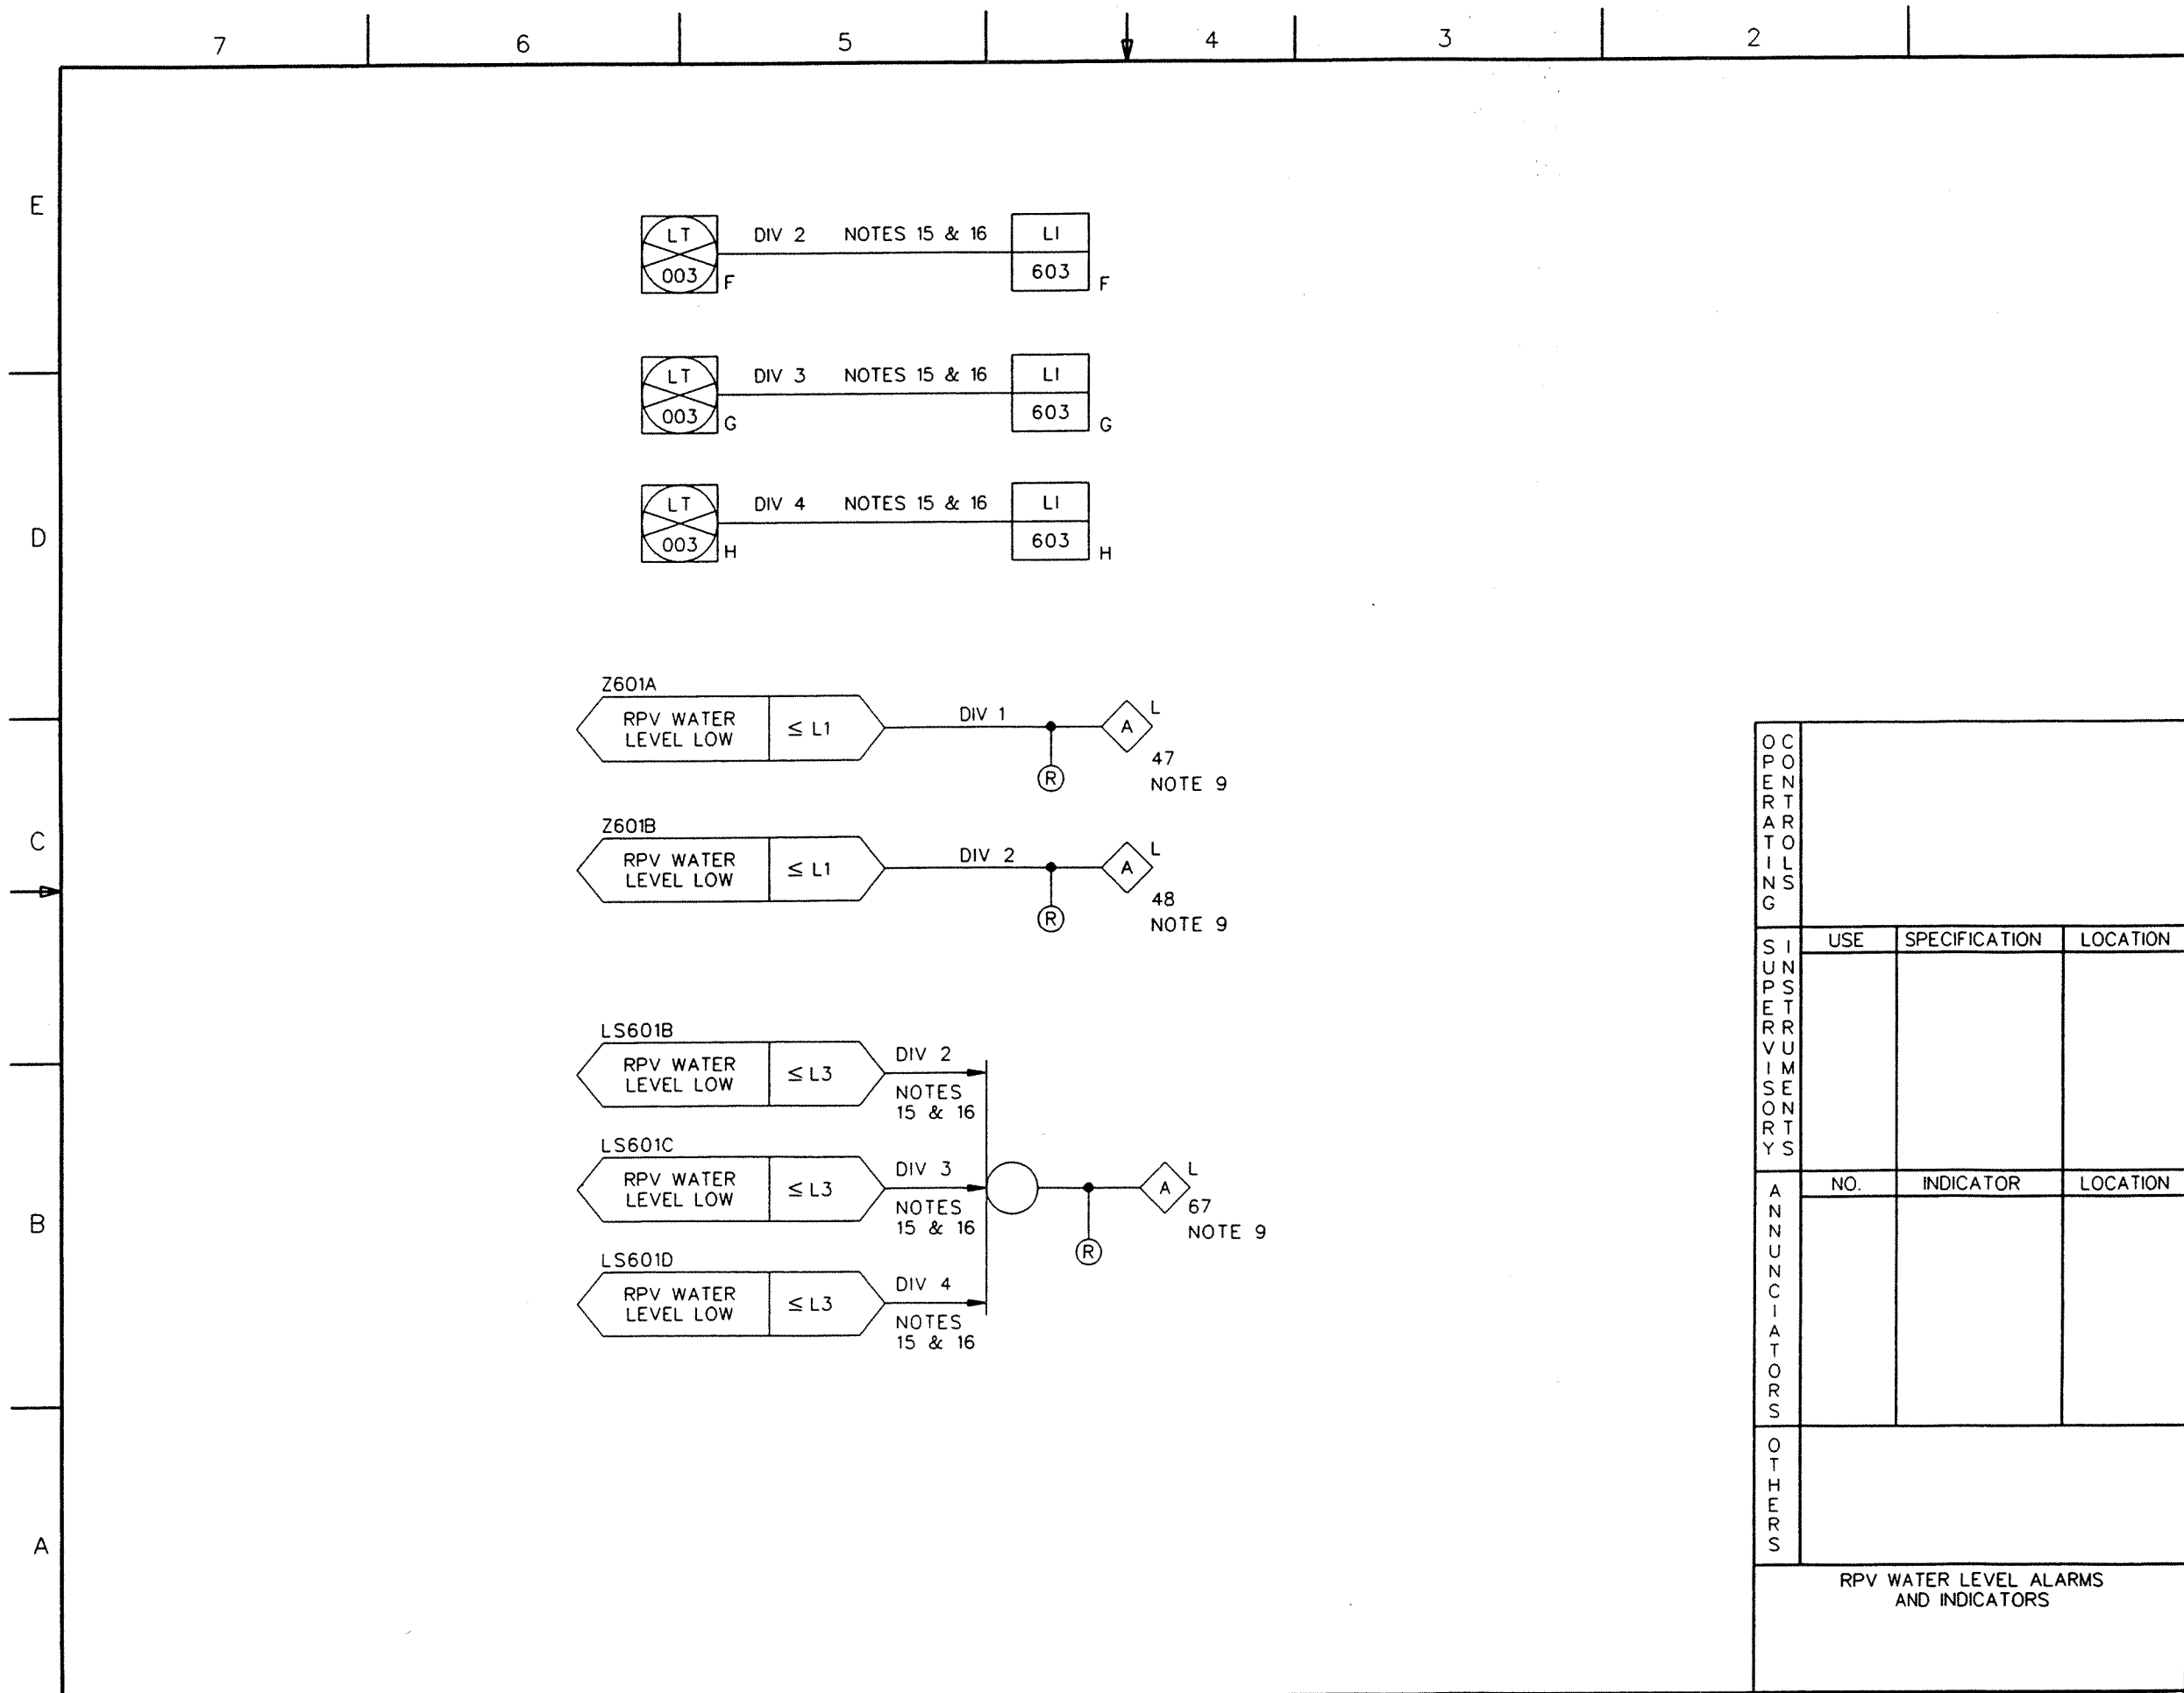 7 6 5 4 3 2
E
LT DIV 2 NOTES 15 & 16 LI
003 F 603 F
LT DIV 3 NOTES 15 & 16 LI
003 G 603 G
D
LT DIV 4 NOTES 15 & 16 LI
003 H 603 H
Z601A
RPV WATER
LEVEL LOW
≤ L1
DIV 1
R
A
L
47
NOTE 9
C
Z601B
RPV WATER
LEVEL LOW
≤ L1
DIV 2
R
A
L
48
NOTE 9
LS601B
RPV WATER
LEVEL LOW
≤ L3
DIV 2
NOTES
15 & 16
LS601C
RPV WATER
LEVEL LOW
≤ L3
DIV 3
NOTES
15 & 16
LS601D
RPV WATER
LEVEL LOW
≤ L3
DIV 4
NOTES
15 & 16
R
A
L
67
NOTE 9
B
A
OPERATING
CONTROLS
SUPERVISORY
INSTRUMENTS
USE SPECIFICATION LOCATION
ANNUNCIATORS
NO. INDICATOR LOCATION
OTHERS
RPV WATER LEVEL ALARMS
AND INDICATORS